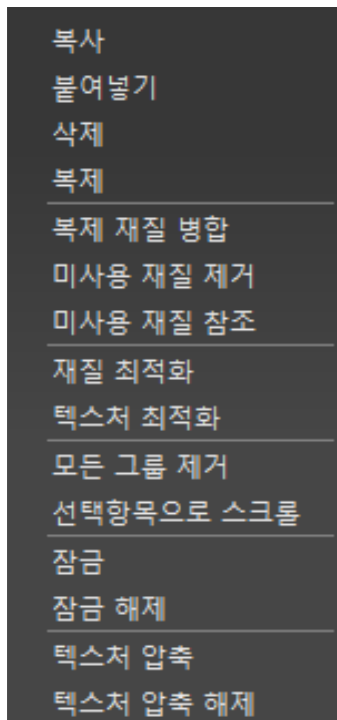 복사
붙여넣기
삭제
복제
복제 재질 병합
미사용 재질 제거
미사용 재질 참조
재질 최적화
텍스처 최적화
모든 그룹 제거
선택항목으로 스크롤
잠금
잠금 해제
텍스처 압축
텍스처 압축 해제